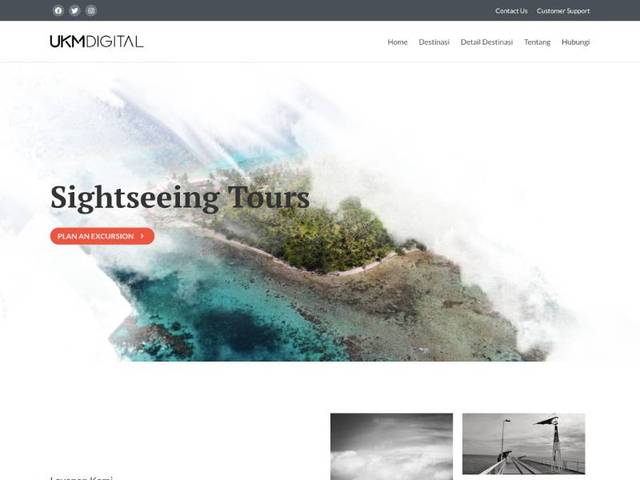 Contact Us Customer Support
UKMDIGITAL
Home Destinasi Detail Destinasi Tentang Hubungi
Sightseeing Tours
PLAN AN EXCURSION
Layanan Kami